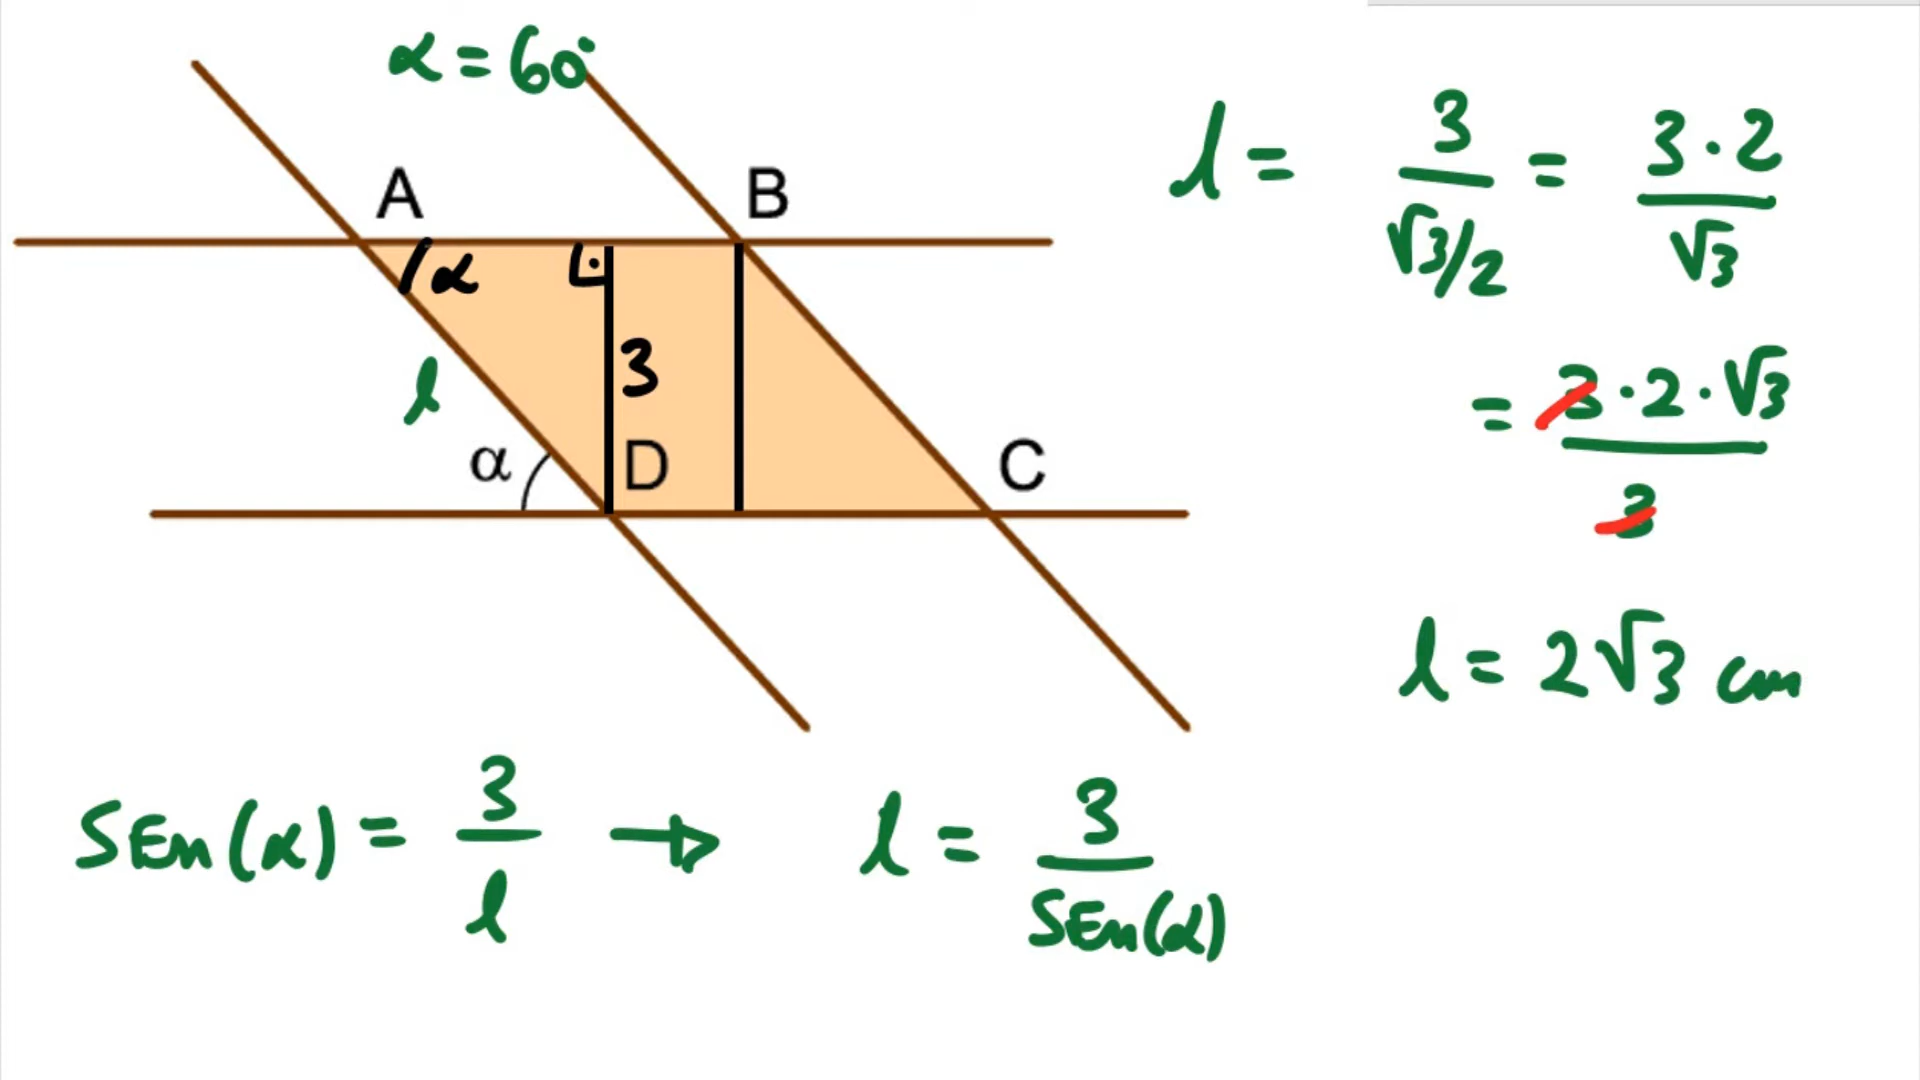 α = 60°
A
B
α
3
l
α
D
C
SEn(α) = 3/l → l = 3/SEn(α)
l = 3/(√3/2) = 3·2/√3
= 3·2·√3/3
l = 2√3 cm